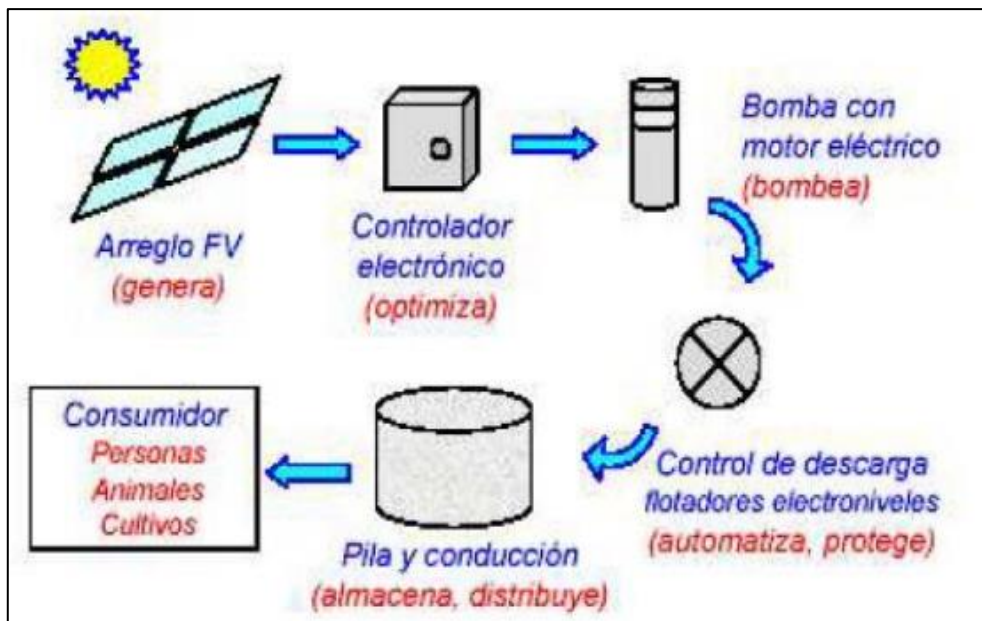 Arreglo FV
(genera)
Controlador
electrónico
(optimiza)
Bomba con
motor eléctrico
(bombea)
Control de descarga
flotadores electroniveles
(automatiza, protege)
Pila y conducción
(almacena, distribuye)
Consumidor
Personas
Animales
Cultivos